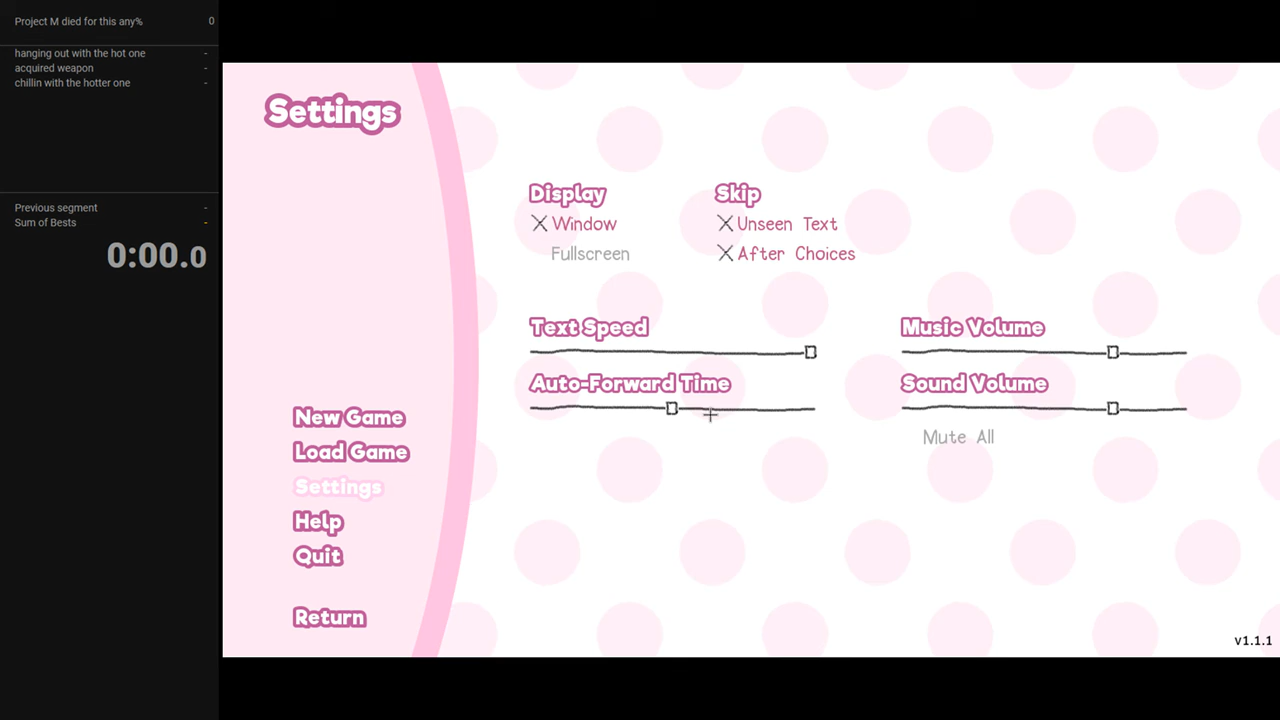 Project M died for this any% 0
hanging out with the hot one -
acquired weapon -
chillin with the hotter one -
Previous segment -
Sum of Bests -
0:00.0
Settings
Display
Window
Fullscreen
Skip
Unseen Text
After Choices
Text Speed
Auto-Forward Time
Music Volume
Sound Volume
Mute All
New Game
Load Game
Settings
Help
Quit
Return
v1.1.1